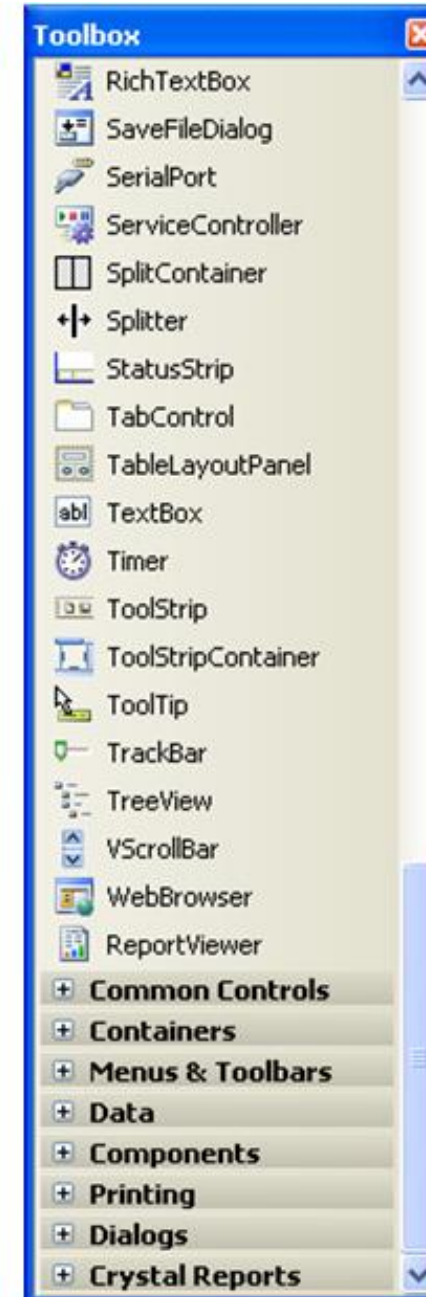 Toolbox
RichTextBox
SaveFileDialog
SerialPort
ServiceController
SplitContainer
Splitter
StatusStrip
TabControl
TableLayoutPanel
abl TextBox
Timer
ToolStrip
ToolStripContainer
ToolTip
TrackBar
TreeView
VScrollBar
WebBrowser
ReportViewer
Common Controls
Containers
Menus & Toolbars
Data
Components
Printing
Dialogs
Crystal Reports